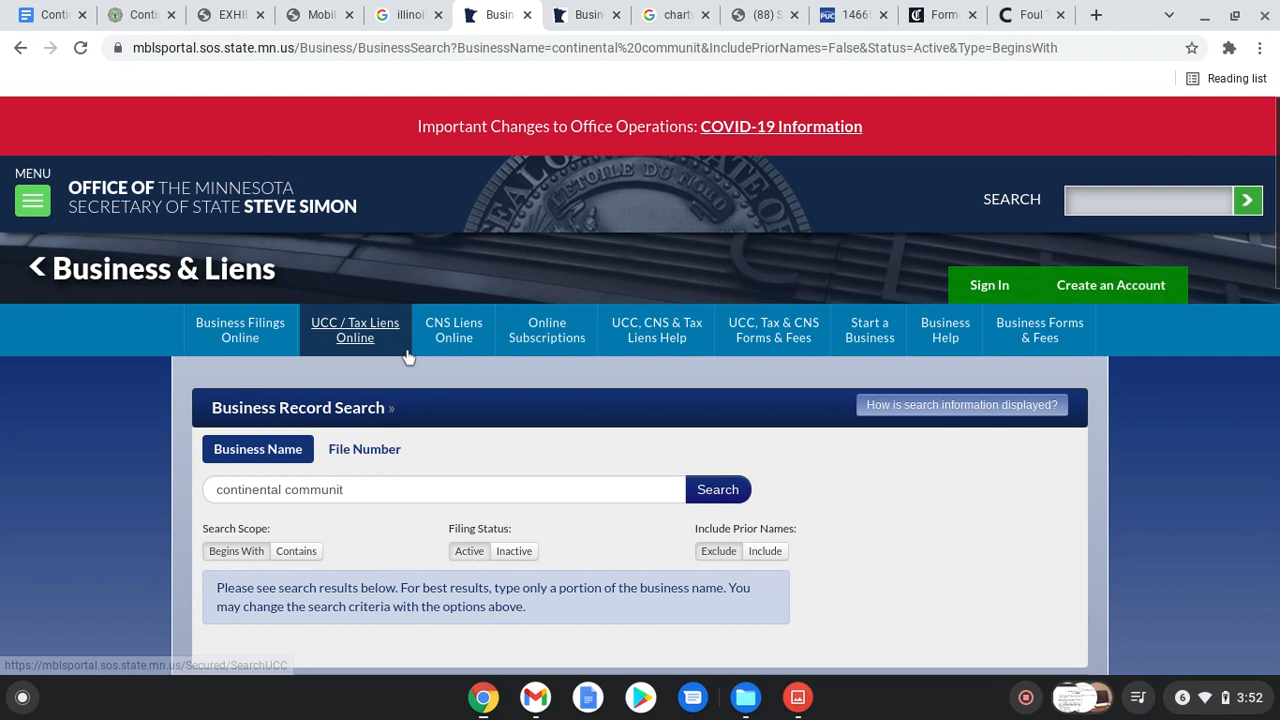 Conti
Conti
EXHIE
Mobil
illinoi
Busin
Busin
chart
(88) S
1466
Form
Foul T
mblsportal.sos.state.mn.us/Business/BusinessSearch?BusinessName=continental%20communit&IncludePriorNames=False&Status=Active&Type=BeginsWith
Reading list
Important Changes to Office Operations: COVID-19 Information
MENU
OFFICE OF THE MINNESOTA
SECRETARY OF STATE STEVE SIMON
SEARCH
Business & Liens
Sign In
Create an Account
Business Filings
Online
UCC / Tax Liens
Online
CNS Liens
Online
Online
Subscriptions
UCC, CNS & Tax
Liens Help
UCC, Tax & CNS
Forms & Fees
Start a
Business
Business
Help
Business Forms
& Fees
Business Record Search »
How is search information displayed?
Business Name
File Number
continental communit
Search
Search Scope:
Filing Status:
Include Prior Names:
Begins With
Contains
Active
Inactive
Exclude
Include
Please see search results below. For best results, type only a portion of the business name. You
may change the search criteria with the options above.
https://mblsportal.sos.state.mn.us/Secured/SearchUCC
6
3:52